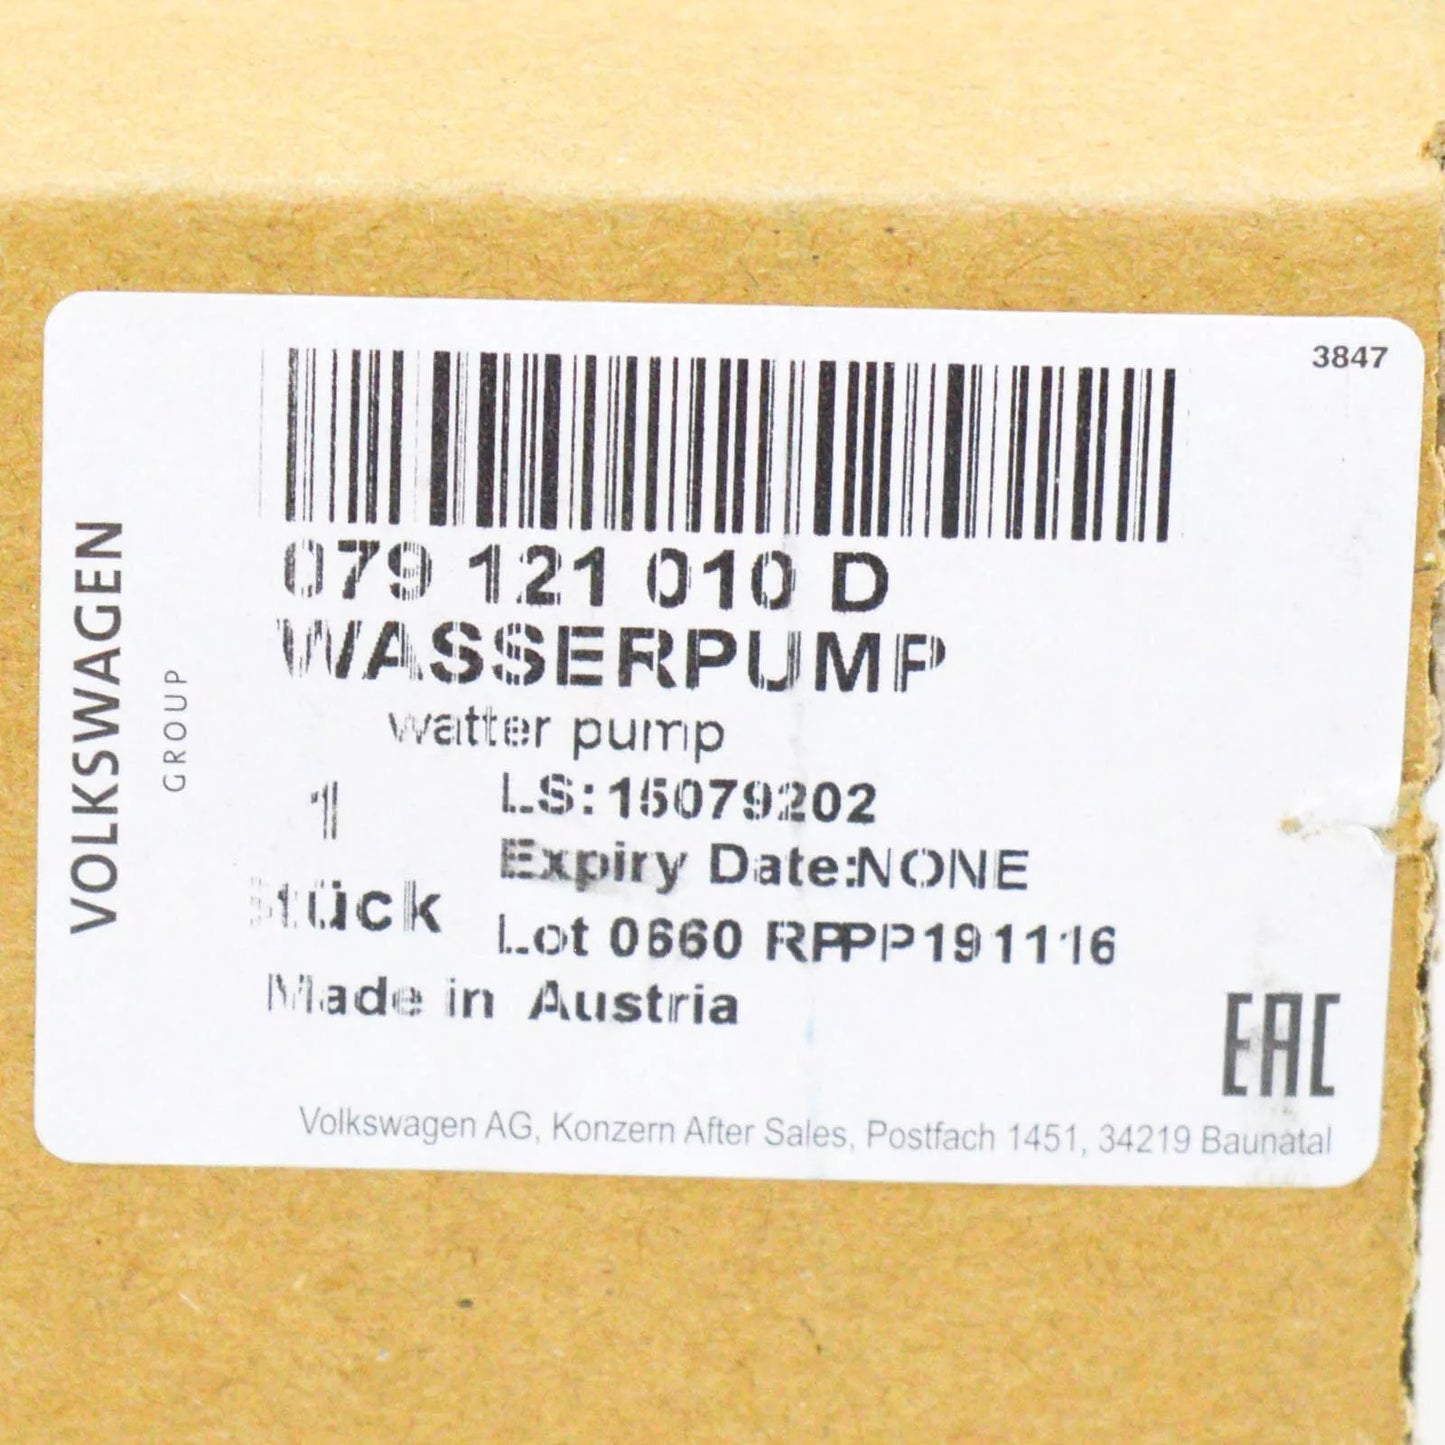 3847
079 121 010 D
WASSERPUMP
watter pump
1
LS:15079202
Expiry Date:NONE
Stück
Lot 0660 RPPP191116
Made in Austria
EAC
Volkswagen AG, Konzern After Sales, Postfach 1451, 34219 Baunatal
VOLKSWAGEN
GROUP